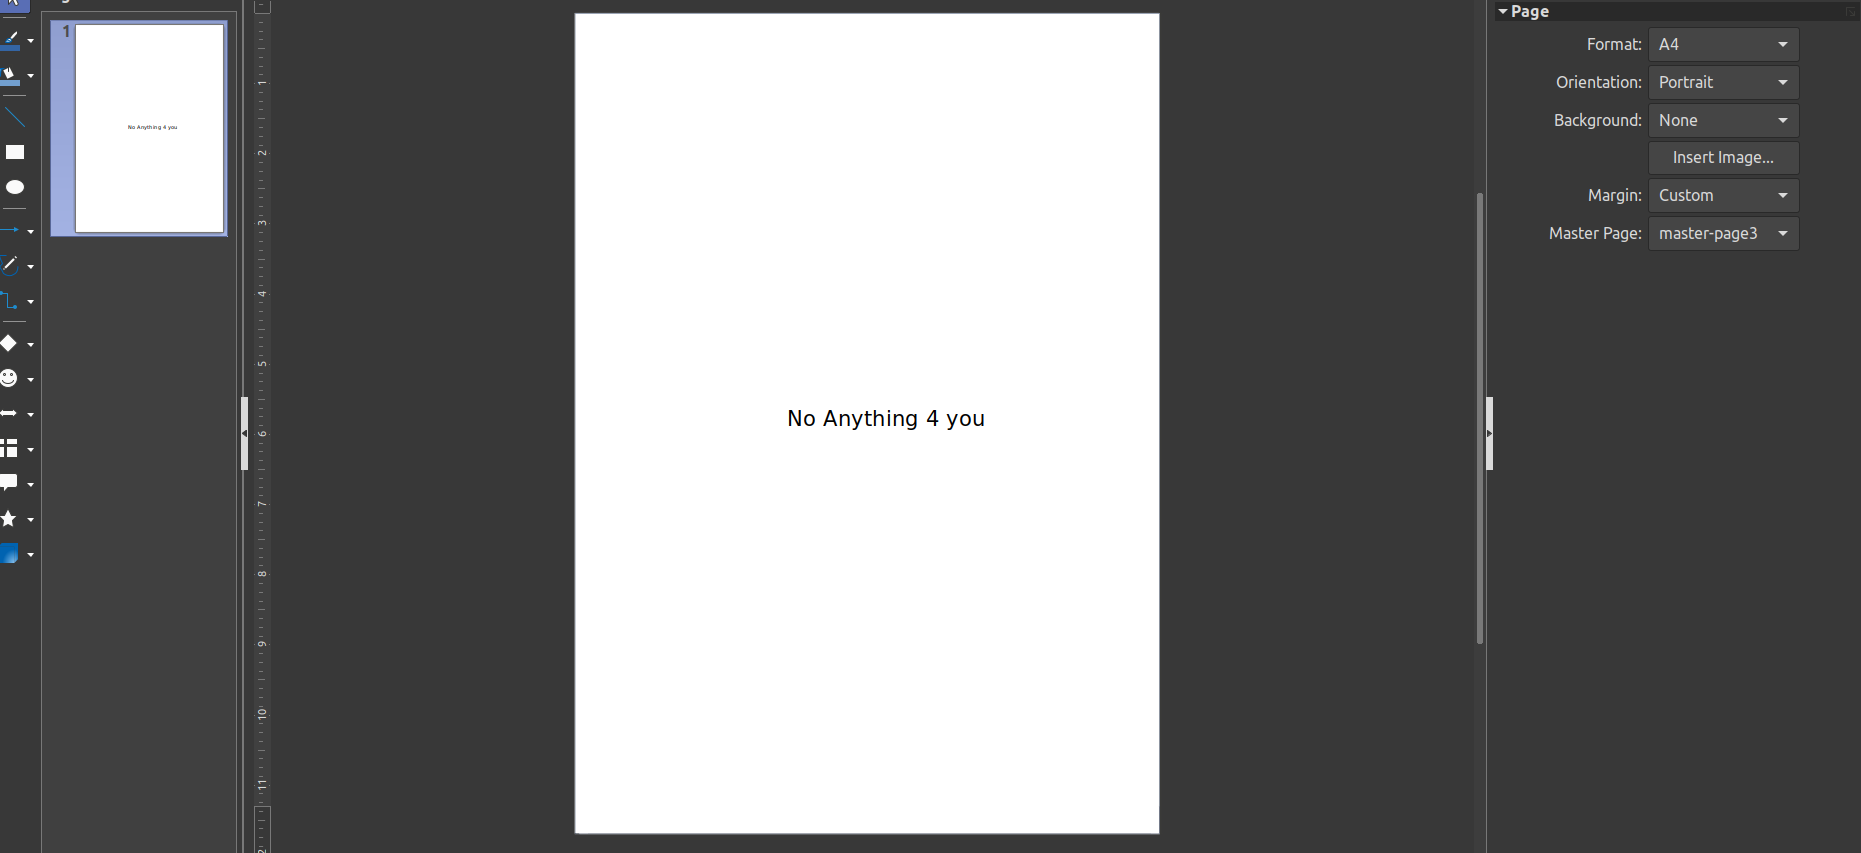 1
No Anything 4 you
1
2
3
4
5
6
7
8
9
10
11
No Anything 4 you
Page
Format: A4
Orientation: Portrait
Background: None
Insert Image...
Margin: Custom
Master Page: master-page3